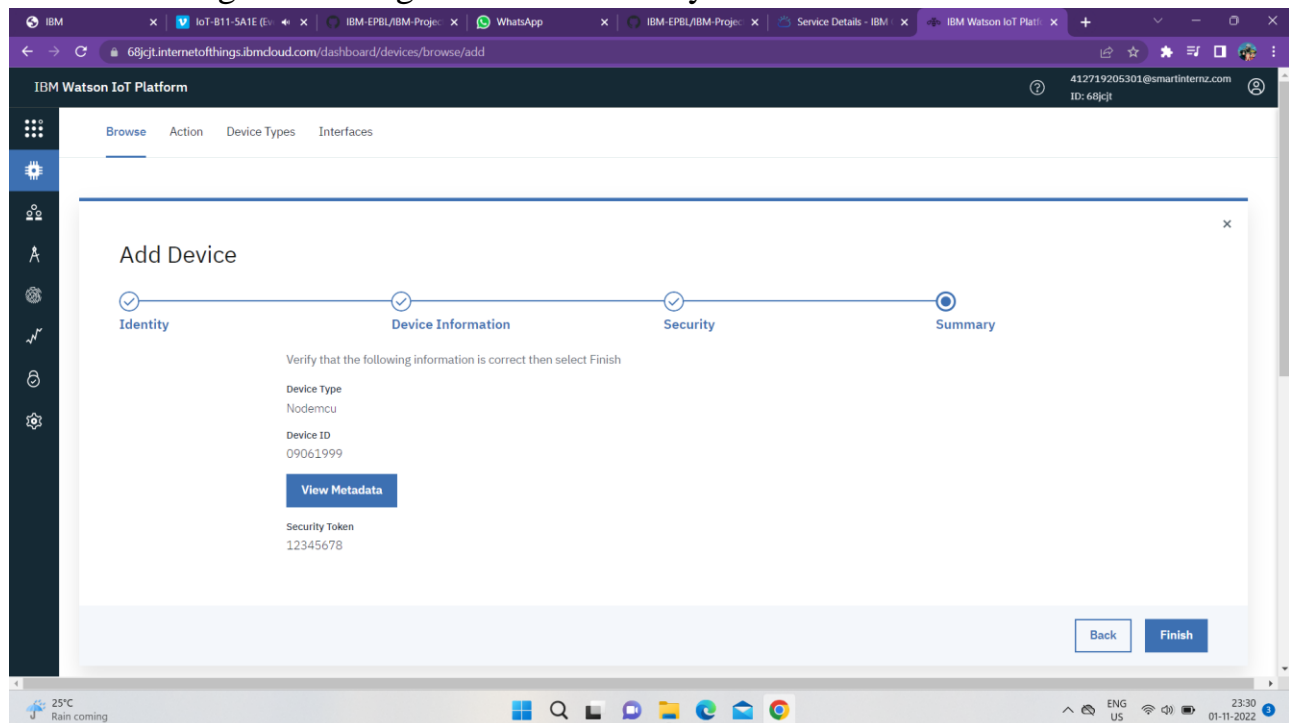 IBM
IoT-B11-5A1E (Ev
IBM-EPBL/IBM-Projec
WhatsApp
IBM-EPBL/IBM-Projec
Service Details - IBM
IBM Watson IoT Platf
68jcjt.internetofthings.ibmcloud.com/dashboard/devices/browse/add
IBM Watson IoT Platform
412719205301@smartinternz.com
ID: 68jcjt
Browse Action Device Types Interfaces
Add Device
Identity Device Information Security Summary
Verify that the following information is correct then select Finish
Device Type
Nodemcu
Device ID
09061999
View Metadata
Security Token
12345678
Back Finish
25°C
Rain coming
ENG
US
23:30
01-11-2022
3